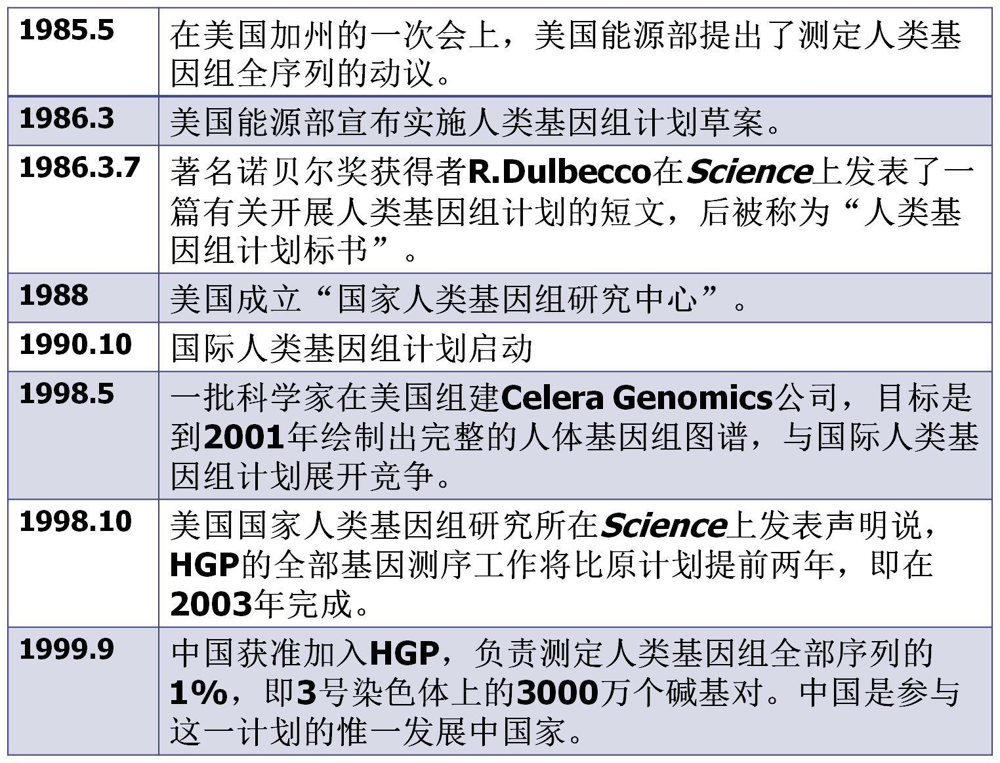 1985.5
在美国加州的一次会上，美国能源部提出了测定人类基
因组全序列的动议。
1986.3
美国能源部宣布实施人类基因组计划草案。
1986.3.7
著名诺贝尔奖获得者R.Dulbecco在Science上发表了一
篇有关开展人类基因组计划的短文，后被称为“人类基
因组计划标书”。
1988
美国成立“国家人类基因组研究中心”。
1990.10
国际人类基因组计划启动
1998.5
一批科学家在美国组建Celera Genomics公司，目标是
到2001年绘制出完整的人体基因组图谱，与国际人类基
因组计划展开竞争。
1998.10
美国国家人类基因组研究所在Science上发表声明说，
HGP的全部基因测序工作将比原计划提前两年，即在
2003年完成。
1999.9
中国获准加入HGP，负责测定人类基因组全部序列的
1%，即3号染色体上的3000万个碱基对。中国是参与
这一计划的惟一发展中国家。